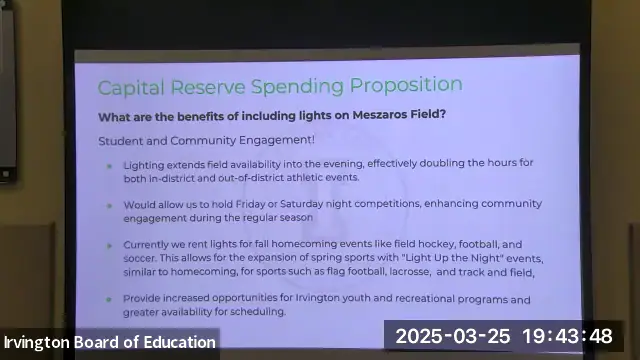 Capital Reserve Spending Proposition
What are the benefits of including lights on Meszaros Field?
Student and Community Engagement!
Lighting extends field availability into the evening, effectively doubling the hours for
both in-district and out-of-district athletic events.
Would allow us to hold Friday or Saturday night competitions, enhancing community
engagement during the regular season
Currently we rent lights for fall homecoming events like field hockey, football, and
soccer. This allows for the expansion of spring sports with "Light Up the Night" events,
similar to homecoming, for sports such as flag football, lacrosse, and track and field,
Provide increased opportunities for Irvington youth and recreational programs and
greater availability for scheduling.
Irvington Board of Education
2025-03-25 19:43:48